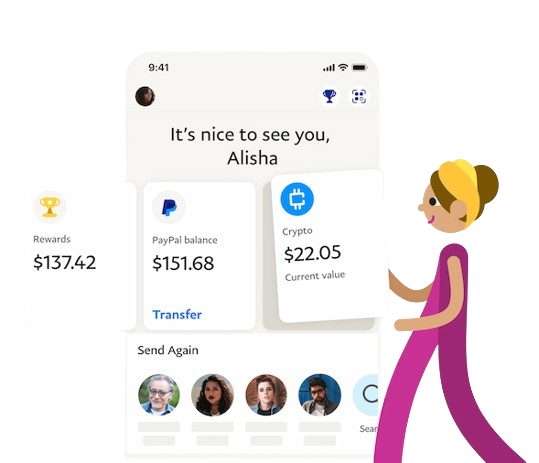 9:41
It's nice to see you,
Alisha
Rewards
$137.42
PayPal balance
$151.68
Transfer
Crypto
$22.05
Current value
Send Again